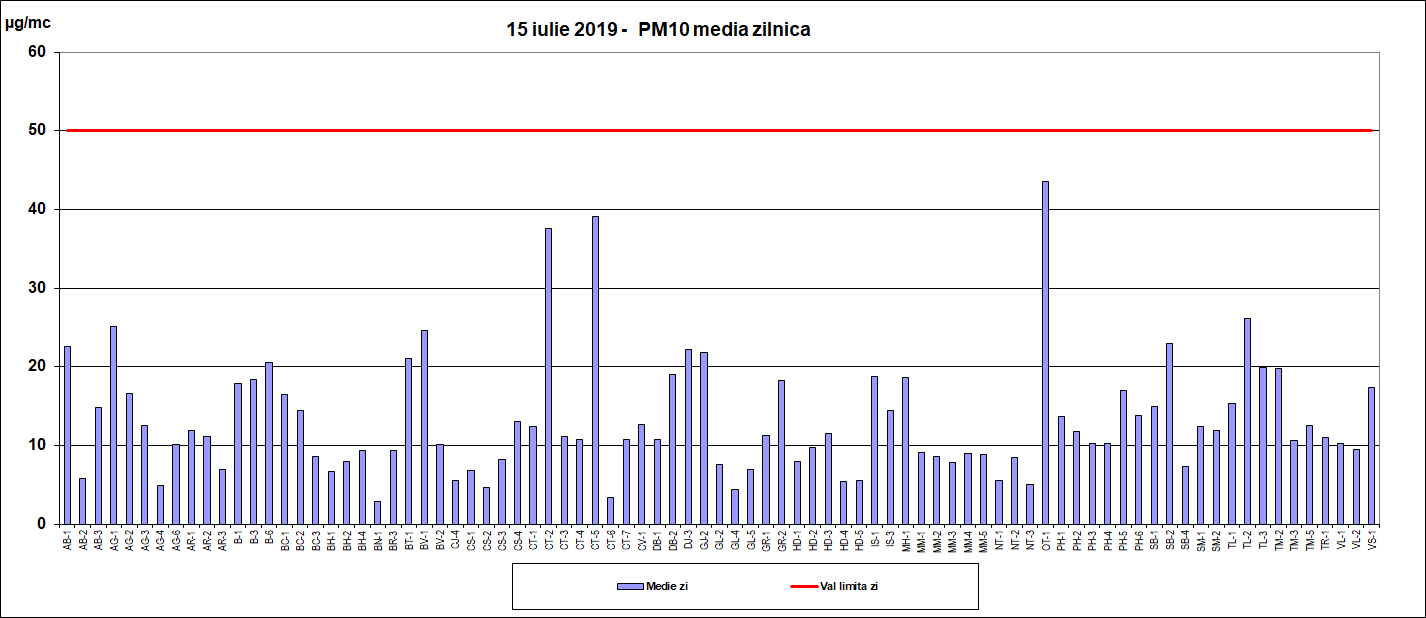 µg/mc
15 iulie 2019 - PM10 media zilnica
60
50
40
30
20
10
0
AB-1 AB-2 AB-3 AG-1 AG-2 AG-3 AG-4 AG-6 AR-1 AR-2 AR-3 B-1 B-3 B-6 BC-1 BC-2 BC-3 BH-1 BH-2 BH-4 BN-1 BR-3 BT-1 BV-1 BV-2 CJ-4 CS-1 CS-2 CS-3 CS-4 CT-1 CT-2 CT-3 CT-4 CT-5 CT-6 CT-7 CV-1 DB-1 DB-2 DJ-3 GJ-2 GL-2 GL-4 GL-5 GR-1 GR-2 HD-1 HD-2 HD-3 HD-4 HD-5 IS-1 IS-3 MH-1 MM-1 MM-2 MM-3 MM-4 MM-5 NT-1 NT-2 NT-3 OT-1 PH-1 PH-2 PH-3 PH-4 PH-5 PH-6 SB-1 SB-2 SB-4 SM-1 SM-2 TL-1 TL-2 TL-3 TM-2 TM-3 TM-5 TR-1 VL-1 VL-2 VS-1
Medie zi Val limita zi